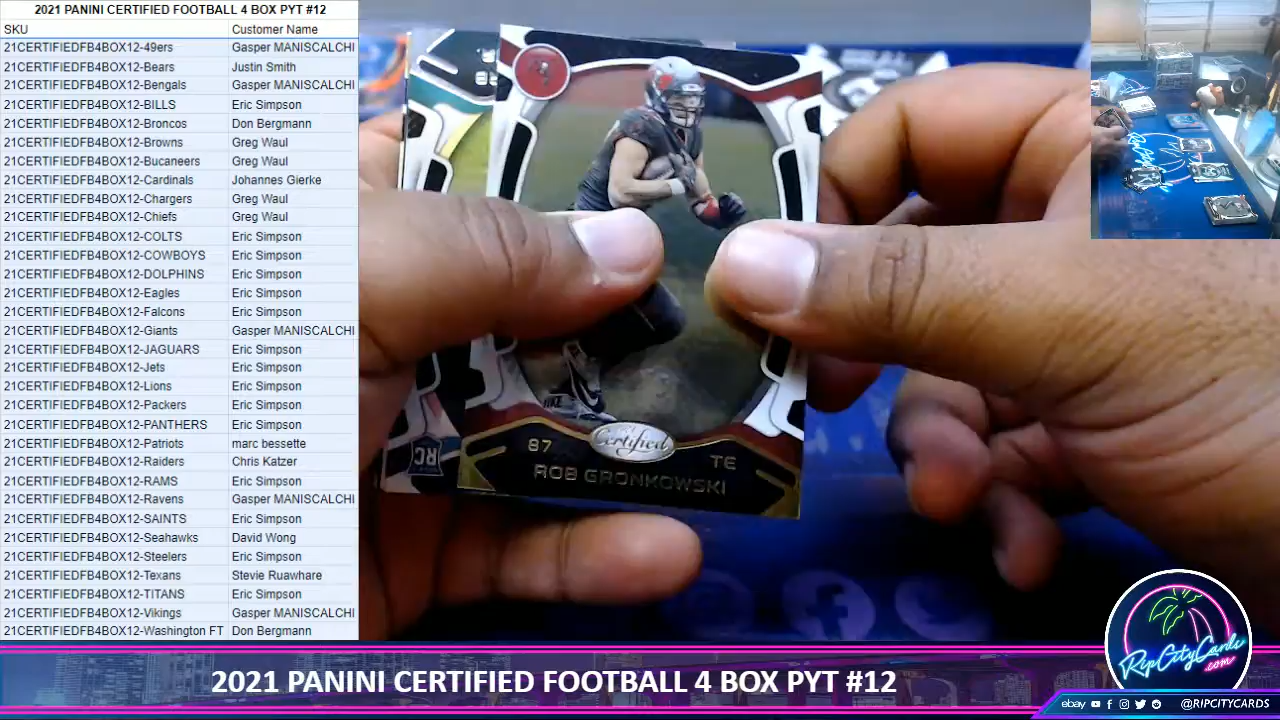 2021 PANINI CERTIFIED FOOTBALL 4 BOX PYT #12
SKU Customer Name
21CERTIFIEDFB4BOX12-49ers Gasper MANISCALCHI
21CERTIFIEDFB4BOX12-Bears Justin Smith
21CERTIFIEDFB4BOX12-Bengals Gasper MANISCALCHI
21CERTIFIEDFB4BOX12-BILLS Eric Simpson
21CERTIFIEDFB4BOX12-Broncos Don Bergmann
21CERTIFIEDFB4BOX12-Browns Greg Waul
21CERTIFIEDFB4BOX12-Bucaneers Greg Waul
21CERTIFIEDFB4BOX12-Cardinals Johannes Gierke
21CERTIFIEDFB4BOX12-Chargers Greg Waul
21CERTIFIEDFB4BOX12-Chiefs Greg Waul
21CERTIFIEDFB4BOX12-COLTS Eric Simpson
21CERTIFIEDFB4BOX12-COWBOYS Eric Simpson
21CERTIFIEDFB4BOX12-DOLPHINS Eric Simpson
21CERTIFIEDFB4BOX12-Eagles Eric Simpson
21CERTIFIEDFB4BOX12-Falcons Eric Simpson
21CERTIFIEDFB4BOX12-Giants Gasper MANISCALCHI
21CERTIFIEDFB4BOX12-JAGUARS Eric Simpson
21CERTIFIEDFB4BOX12-Jets Eric Simpson
21CERTIFIEDFB4BOX12-Lions Eric Simpson
21CERTIFIEDFB4BOX12-Packers Eric Simpson
21CERTIFIEDFB4BOX12-PANTHERS Eric Simpson
21CERTIFIEDFB4BOX12-Patriots marc bessette
21CERTIFIEDFB4BOX12-Raiders Chris Katzer
21CERTIFIEDFB4BOX12-RAMS Eric Simpson
21CERTIFIEDFB4BOX12-Ravens Gasper MANISCALCHI
21CERTIFIEDFB4BOX12-SAINTS Eric Simpson
21CERTIFIEDFB4BOX12-Seahawks David Wong
21CERTIFIEDFB4BOX12-Steelers Eric Simpson
21CERTIFIEDFB4BOX12-Texans Stevie Ruawhare
21CERTIFIEDFB4BOX12-TITANS Eric Simpson
21CERTIFIEDFB4BOX12-Vikings Gasper MANISCALCHI
21CERTIFIEDFB4BOX12-Washington FT Don Bergmann
87 Certified TE
ROB GRONKOWSKI
RC
RipCityCards
.com
2021 PANINI CERTIFIED FOOTBALL 4 BOX PYT #12
ebay @RIPCITYCARDS